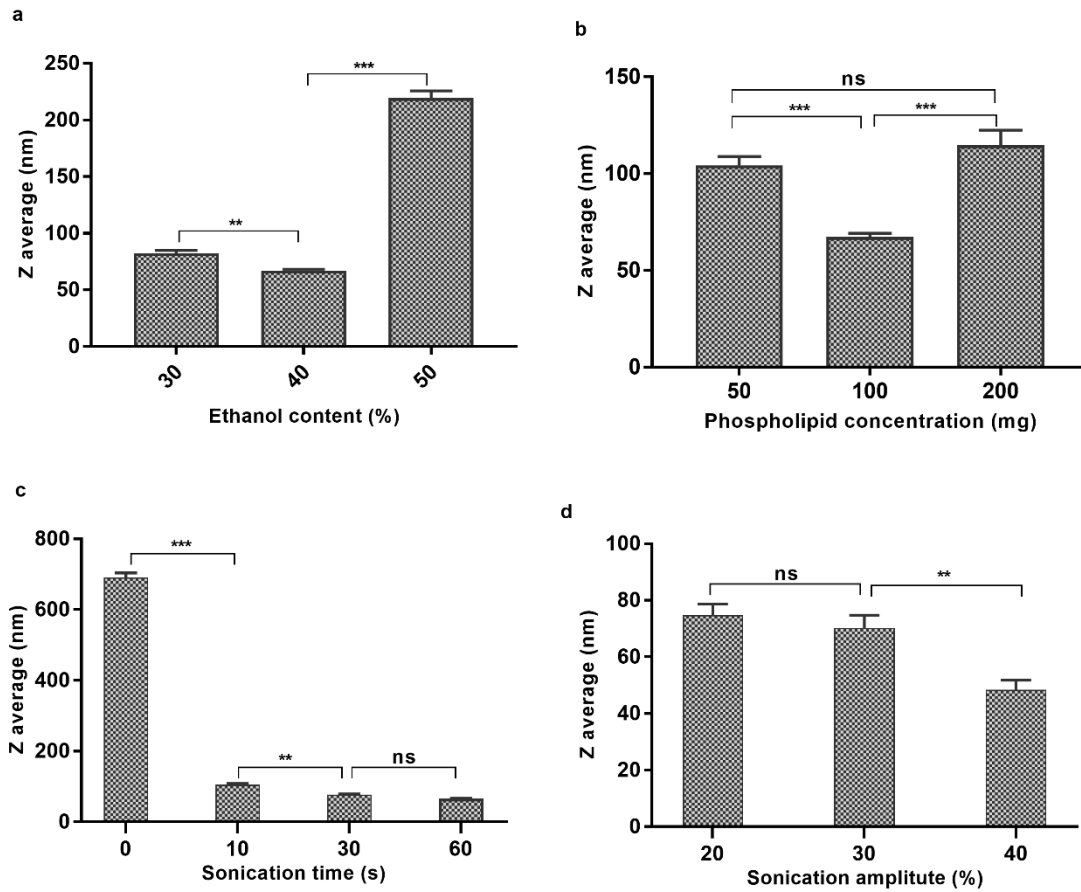 a
250
200
150
100
50
0
Z average (nm)
**
***
30
40
50
Ethanol content (%)
b
150
100
50
0
Z average (nm)
ns
***
***
50
100
200
Phospholipid concentration (mg)
c
800
600
400
200
0
Z average (nm)
***
**
ns
0
10
30
60
Sonication time (s)
d
100
80
60
40
20
0
Z average (nm)
ns
**
20
30
40
Sonication amplitute (%)